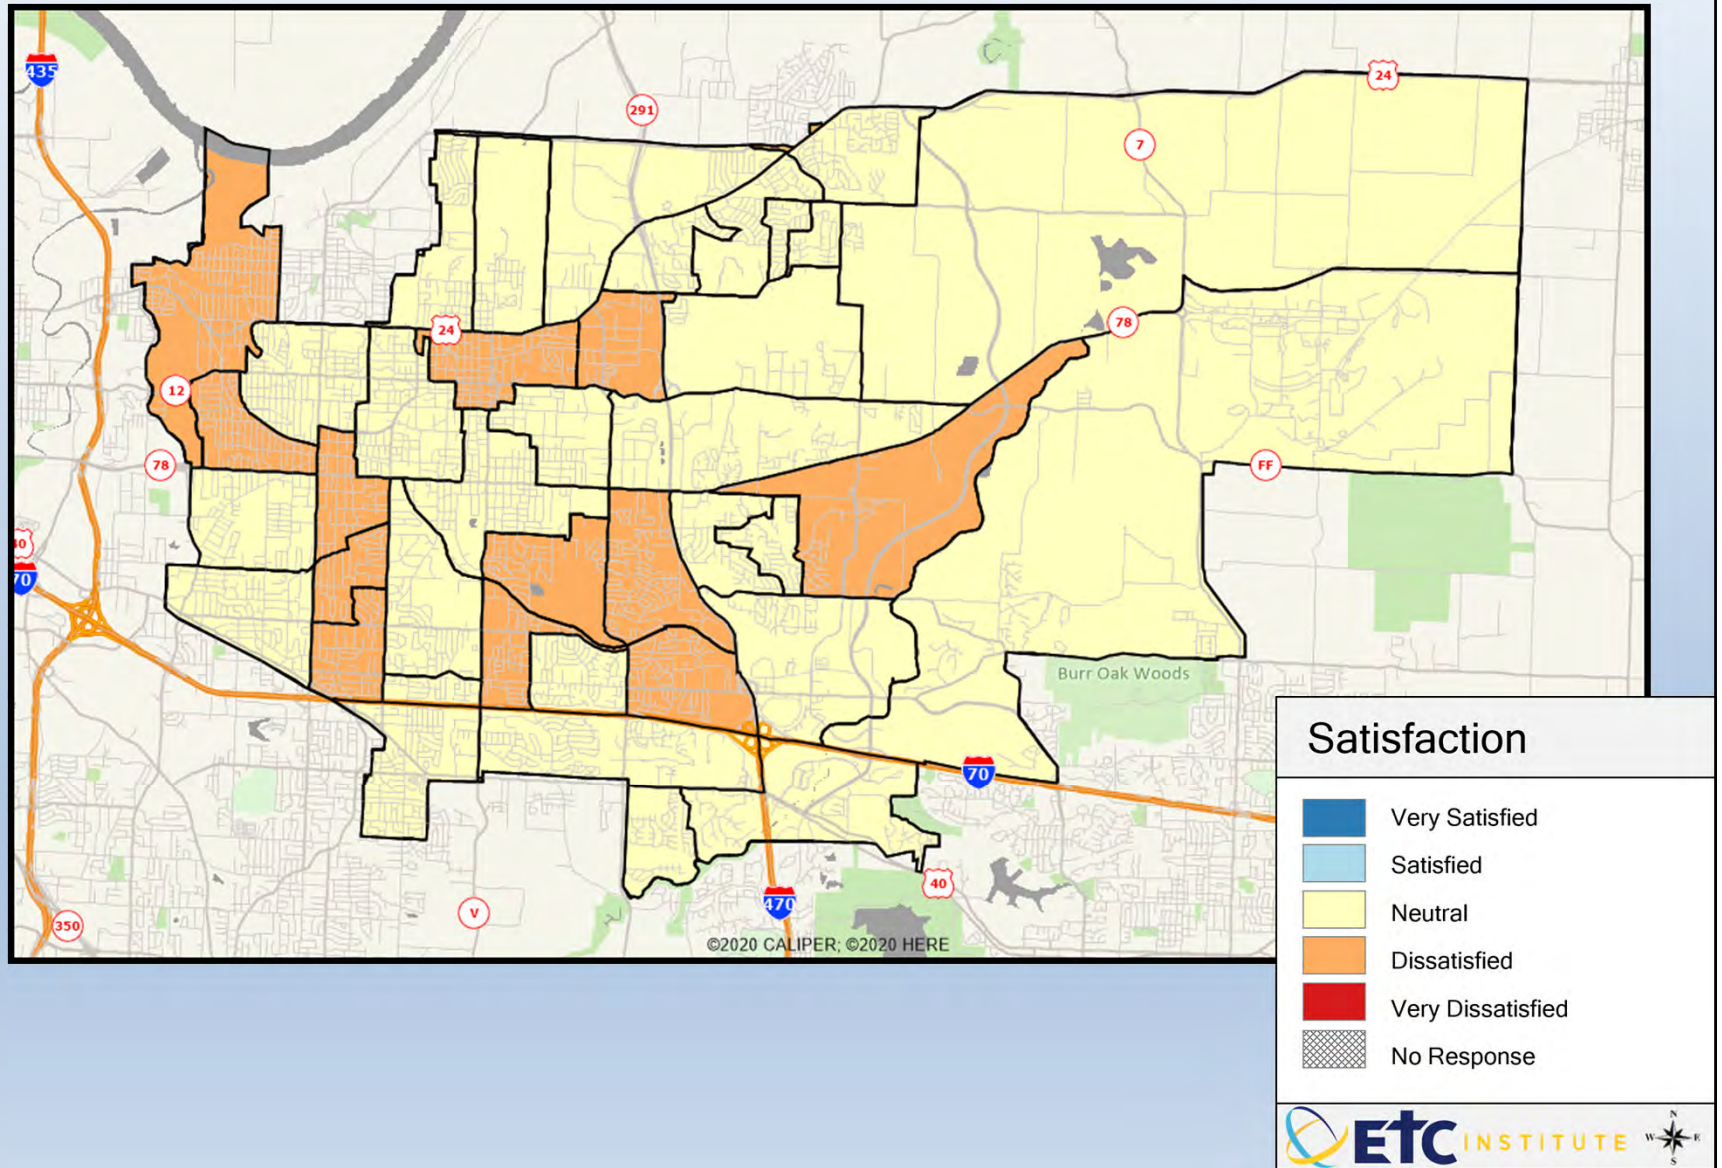 435
24
291
7
24
78
12
78
FF
40
70
Burr Oak Woods
Satisfaction
70
Very Satisfied
Satisfied
40
470
Neutral
V
350
©2020 CALIPER; ©2020 HERE
Dissatisfied
Very Dissatisfied
No Response
ETC INSTITUTE
N
W E
S